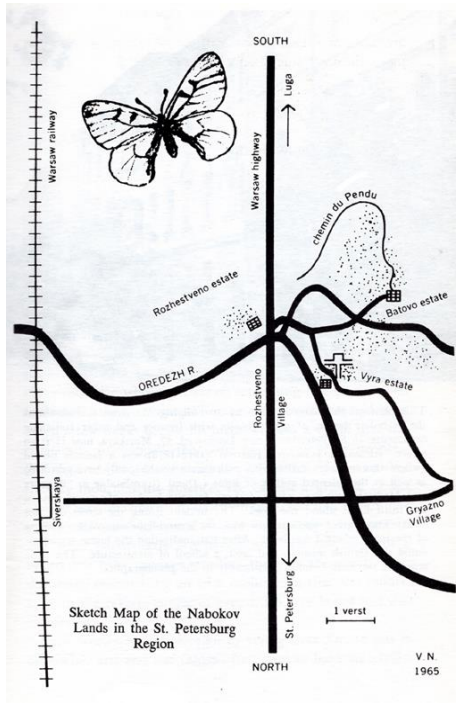 SOUTH
Luga
Warsaw railway
Warsaw highway
chemin du Pendu
Rozhestveno estate
Batovo estate
OREDEZH R.
Rozhestveno
Village
Vyra estate
Siverskaya
Gryazno
Village
St. Petersburg
1 verst
Sketch Map of the Nabokov
Lands in the St. Petersburg
Region
NORTH
V.N.
1965